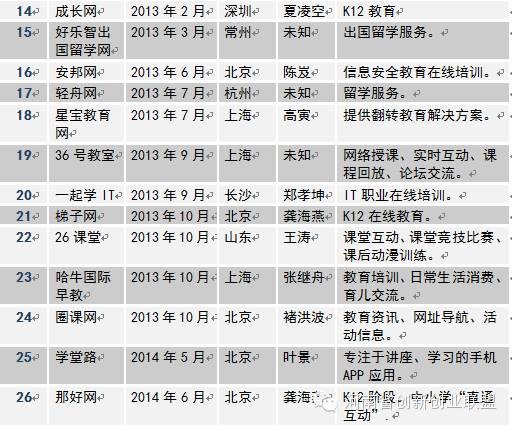 14 成长网 2013 年 2 月 深圳 夏凌空 K12 教育
15 好乐智出 2013 年 3 月 常州 未知 出国留学服务。
国留学网
16 安邦网 2013 年 7 月 北京 陈岌 信息安全教育在线培训。
17 轻舟网 2013 年 7 月 杭州 未知 留学服务。
18 星宝教育 2013 年 7 月 上海 高寅 提供翻转教育解决方案。
网
19 36 号教室 2013 年 9 月 上海 未知 网络授课、实时互动、课
程回放、论坛交流。
20 一起学 IT 2013 年 9 月 长沙 郑孝坤 IT 职业在线培训。
21 梯子网 2013 年 10 月 北京 龚海燕 K12 在线教育。
22 26 课堂 2013 年 10 月 山东 王涛 课堂互动、课堂竞技比赛、
课后动漫训练。
23 哈牛国际 2013 年 10 月 上海 张继舟 教育培训、日常生活消费、
早教 育儿交流。
24 圈课网 2013 年 10 月 北京 褚洪波 教育资讯、网址导航、活
动信息。
25 学堂路 2014 年 5 月 北京 叶景 专注于讲座、学习的手机
APP 应用。
26 那好网 2014 年 6 月 北京 龚海 K12 阶段，中小学“直通
互动”.
河南省创新创业联盟